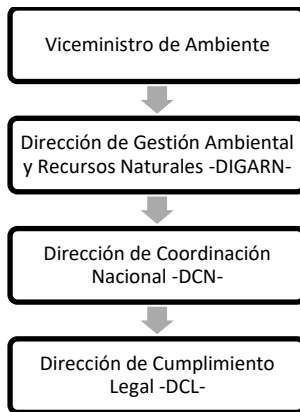 Viceministro de Ambiente
Dirección de Gestión Ambiental
y Recursos Naturales -DIGARN-
Dirección de Coordinación
Nacional -DCN-
Dirección de Cumplimiento
Legal -DCL-